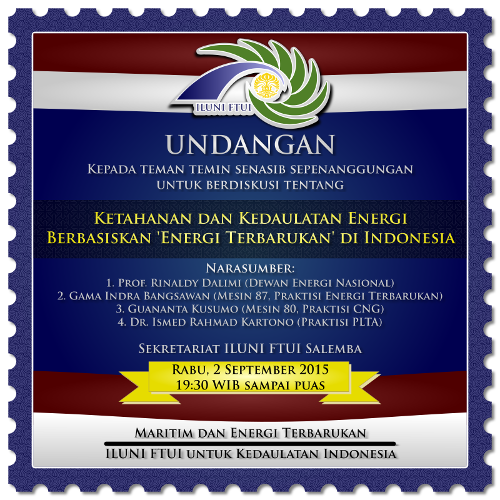 ILUNI FTUI
UNDANGAN
KEPADA TEMAN TEMIN SENASIB SEPENANGGUNGAN
UNTUK BERDISKUSI TENTANG
KETAHANAN DAN KEDAULATAN ENERGI
BERBASISKAN 'ENERGI TERBARUKAN' DI INDONESIA
NARASUMBER:
1. PROF. RINALDY DALIMI (DEWAN ENERGI NASIONAL)
2. GAMA INDRA BANGSAWAN (MESIN 87, PRAKTISI ENERGI TERBARUKAN)
3. GUANANTA KUSUMO (MESIN 80, PRAKTISI CNG)
4. DR. ISMED RAHMAD KARTONO (PRAKTISI PLTA)
SEKRETARIAT ILUNI FTUI SALEMBA
RABU, 2 SEPTEMBER 2015
19:30 WIB SAMPAI PUAS
MARITIM DAN ENERGI TERBARUKAN
ILUNI FTUI UNTUK KEDAULATAN INDONESIA